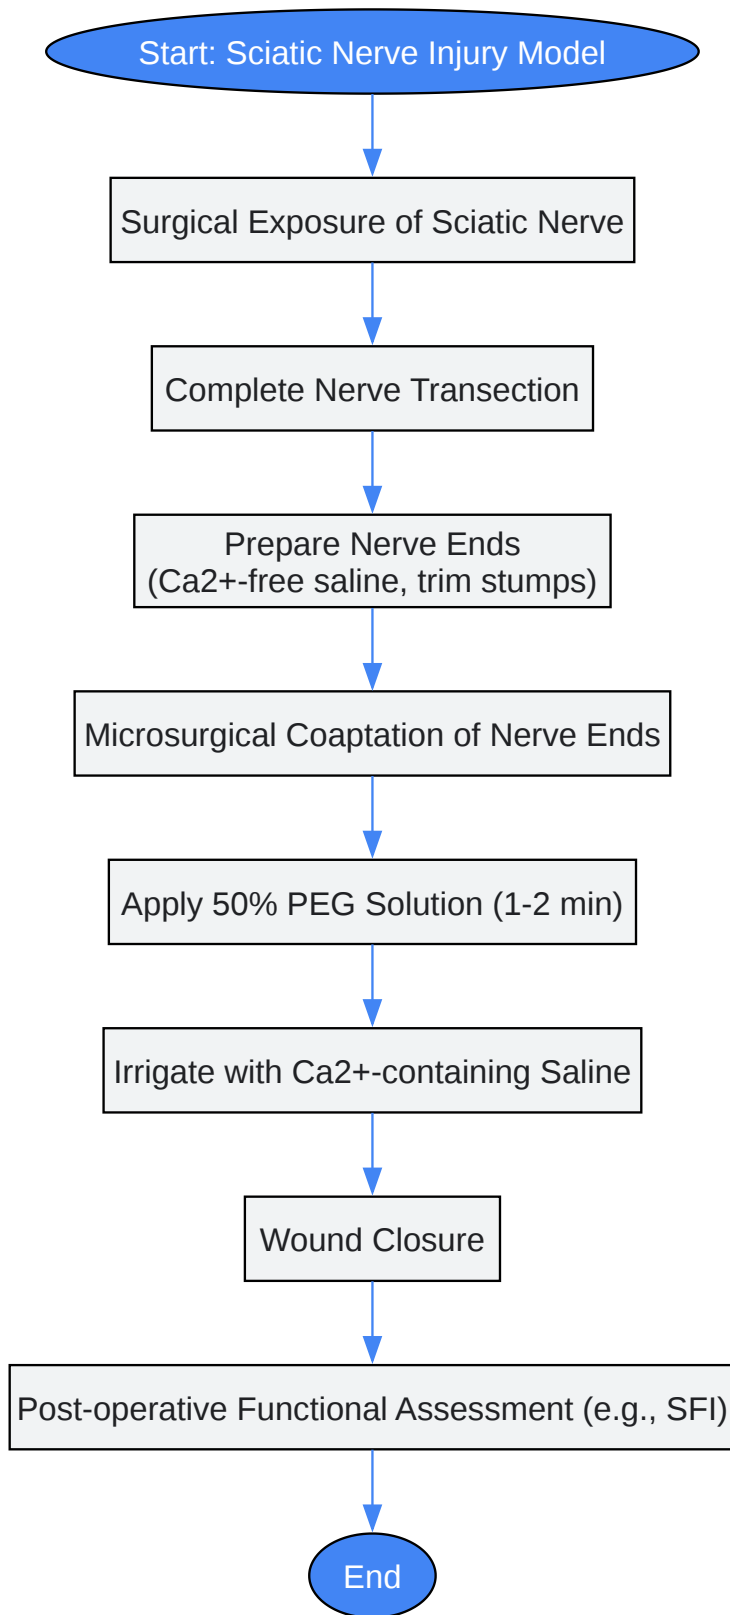 Start: Sciatic Nerve Injury Model
Surgical Exposure of Sciatic Nerve
Complete Nerve Transection
Prepare Nerve Ends
(Ca2+-free saline, trim stumps)
Microsurgical Coaptation of Nerve Ends
Apply 50% PEG Solution (1-2 min)
Irrigate with Ca2+-containing Saline
Wound Closure
Post-operative Functional Assessment (e.g., SFI)
End